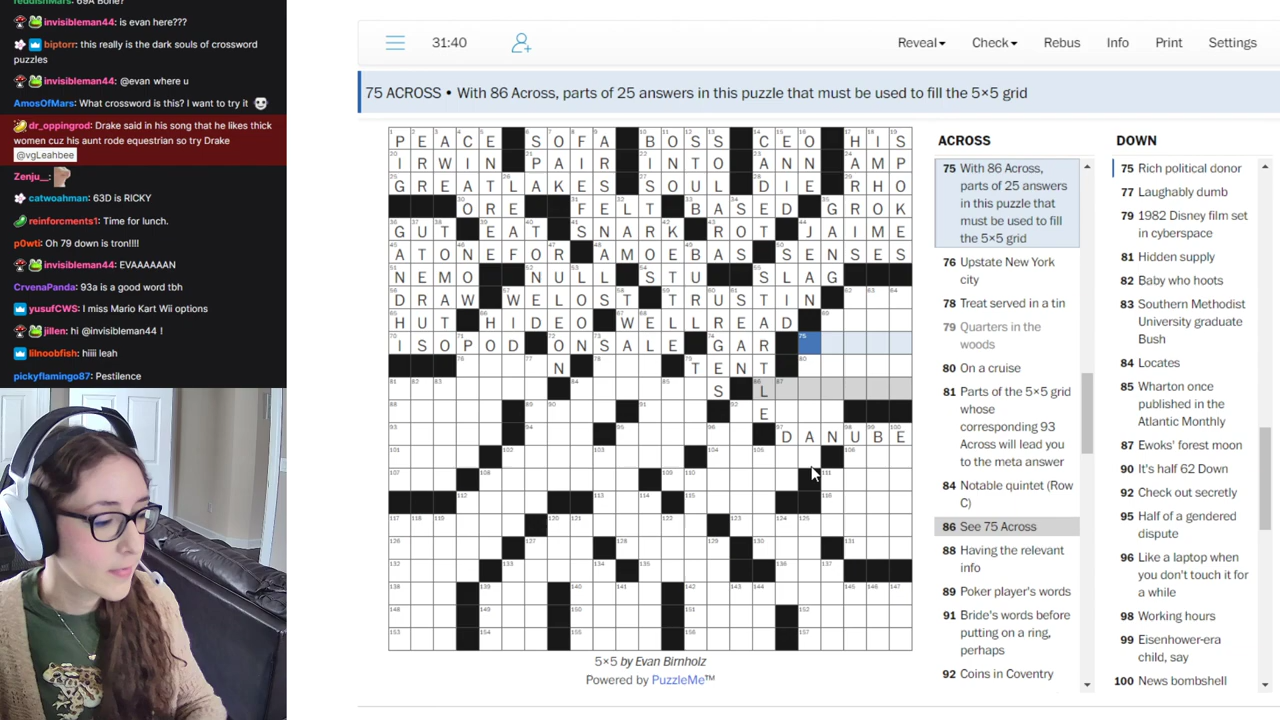 reddishMars: 69A Bone?
invisibleman44: is evan here???
biptorr: this really is the dark souls of crossword
puzzles
invisibleman44: @evan where u
AmosOfMars: What crossword is this? I want to try it
dr_oppingrod: Drake said in his song that he likes thick
women cuz his aunt rode equestrian so try Drake
@vgLeahbee
Zenju__:
catwoahman: 63D is RICKY
reinforcments1: Time for lunch.
p0wti: Oh 79 down is tron!!!!
invisibleman44: EVAAAAAAN
CrvenaPanda: 93a is a good word tbh
yusufCWS: I miss Mario Kart Wii options
jillen: hi @invisibleman44 !
lilnoobfish: hiiii leah
pickyflamingo87: Pestilence
31:40
Reveal
Check
Rebus
Info
Print
Settings
75 ACROSS • With 86 Across, parts of 25 answers in this puzzle that must be used to fill the 5×5 grid
PEACE SOFA BOSS CEO HIS
IRWIN PAIR INTO ANN AMP
GREATLAKES SOUL DIE RHO
ORE FELT BASED GROK
GUT EAT SNARK ROT JAIME
ATONEFOR AMOEBAS SENSES
NEMO NULL STU SLAG
DRAW WELOST TRUSTIN
HUT HIDEO WELLREAD
ISOPOD ONSALE GAR
N TENT
S L
E
DANUBE
5×5 by Evan Birnholz
Powered by PuzzleMe™
ACROSS
75 With 86 Across,
parts of 25 answers
in this puzzle that
must be used to fill
the 5×5 grid
76 Upstate New York
city
78 Treat served in a tin
79 Quarters in the
woods
80 On a cruise
81 Parts of the 5×5 grid
whose
corresponding 93
Across will lead you
to the meta answer
84 Notable quintet (Row
C)
86 See 75 Across
88 Having the relevant
info
89 Poker player's words
91 Bride's words before
putting on a ring,
perhaps
92 Coins in Coventry
DOWN
75 Rich political donor
77 Laughably dumb
79 1982 Disney film set
in cyberspace
81 Hidden supply
82 Baby who hoots
83 Southern Methodist
University graduate
Bush
84 Locates
85 Wharton once
published in the
Atlantic Monthly
87 Ewoks' forest moon
90 It's half 62 Down
92 Check out secretly
95 Half of a gendered
dispute
96 Like a laptop when
you don't touch it for
a while
98 Working hours
99 Eisenhower-era
child, say
100 News bombshell